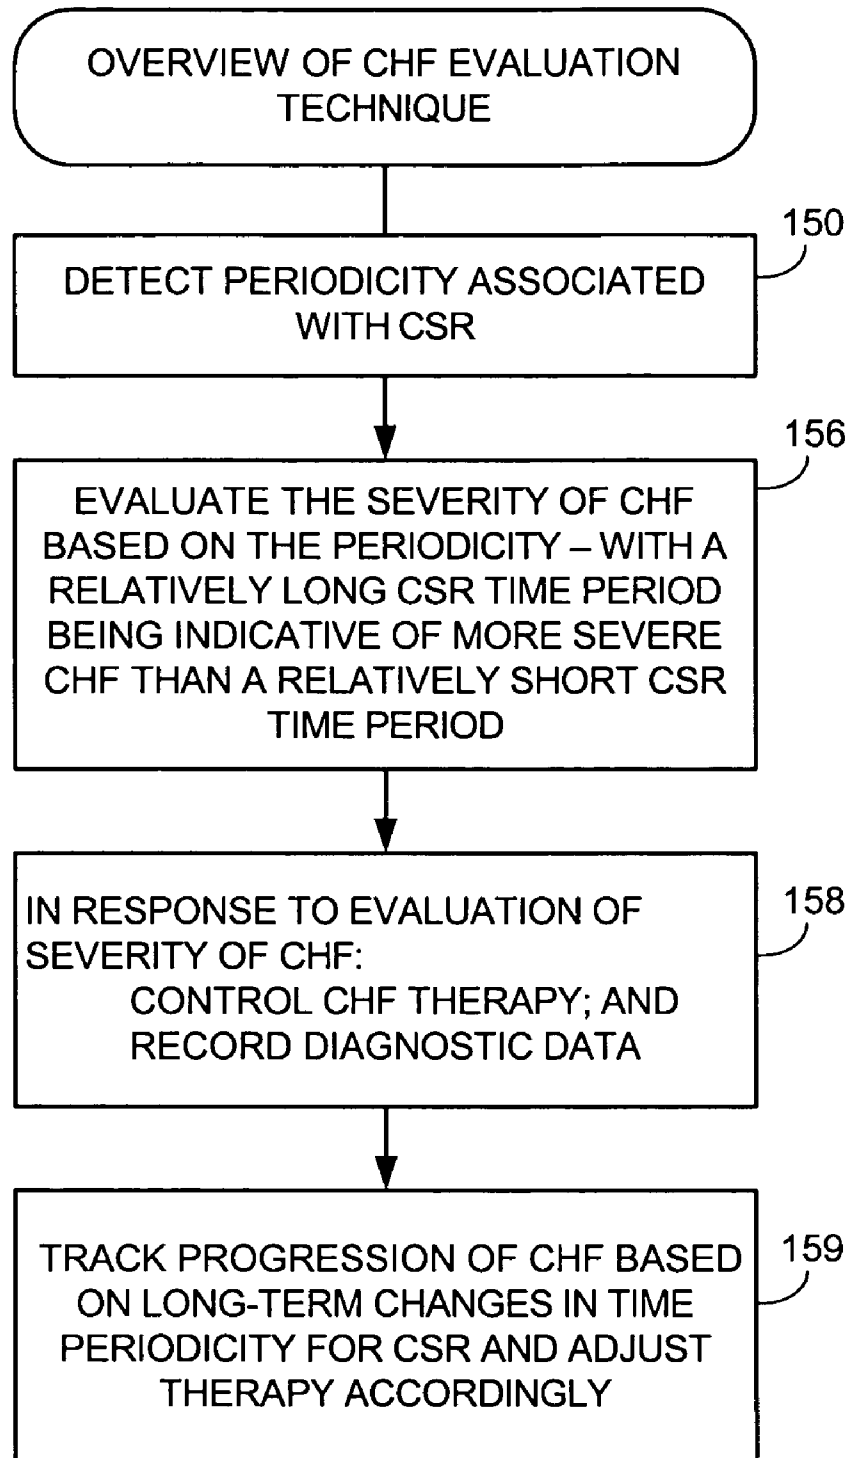 OVERVIEW OF CHF EVALUATION
TECHNIQUE
150
DETECT PERIODICITY ASSOCIATED
WITH CSR
156
EVALUATE THE SEVERITY OF CHF
BASED ON THE PERIODICITY – WITH A
RELATIVELY LONG CSR TIME PERIOD
BEING INDICATIVE OF MORE SEVERE
CHF THAN A RELATIVELY SHORT CSR
TIME PERIOD
158
IN RESPONSE TO EVALUATION OF
SEVERITY OF CHF:
CONTROL CHF THERAPY; AND
RECORD DIAGNOSTIC DATA
159
TRACK PROGRESSION OF CHF BASED
ON LONG-TERM CHANGES IN TIME
PERIODICITY FOR CSR AND ADJUST
THERAPY ACCORDINGLY